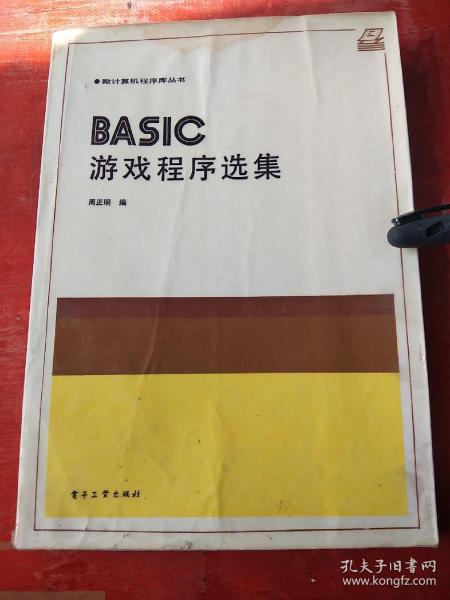 ●微计算机程序库丛书
BASIC
游戏程序选集
周正明 编
电子工业出版社
孔夫子旧书网
www.kongfz.com